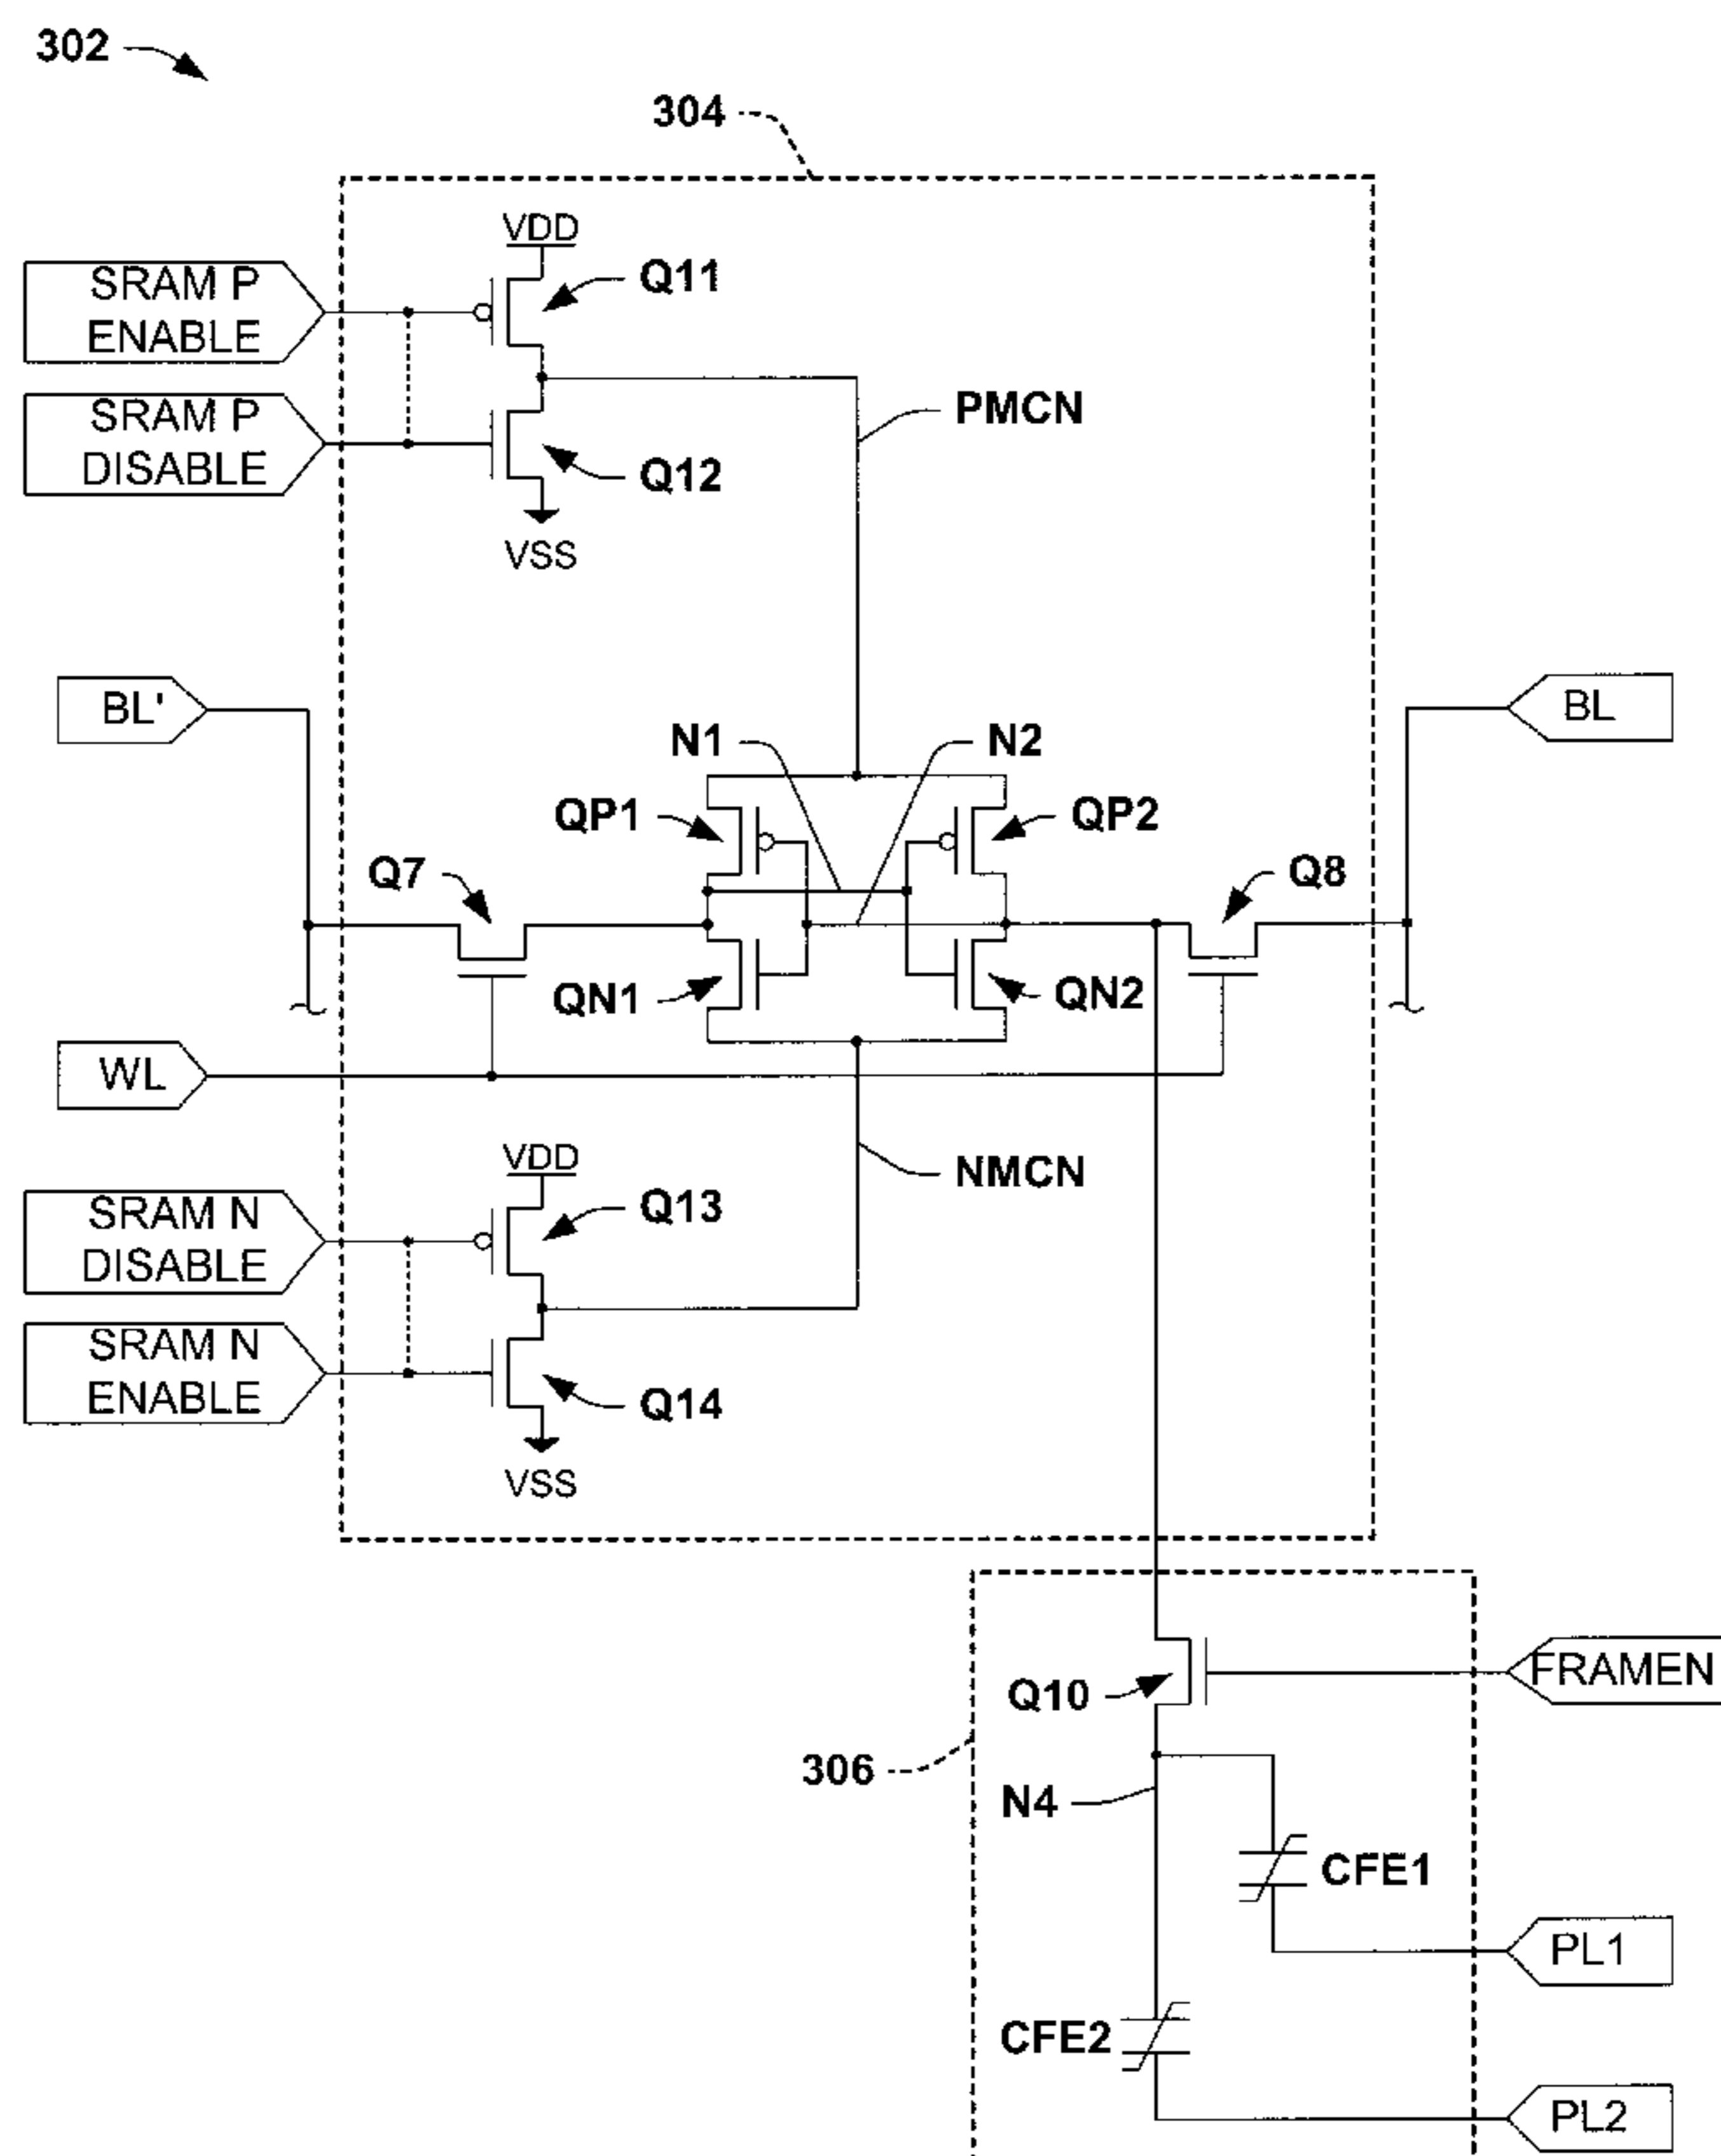 302
304
VDD
SRAM P
ENABLE
Q11
SRAM P
DISABLE
PMCN
Q12
VSS
BL'
BL
N1
N2
QP1
QP2
Q7
Q8
QN1
QN2
WL
NMCN
VDD
SRAM N
DISABLE
Q13
SRAM N
ENABLE
Q14
VSS
FRAMEN
Q10
306
N4
CFE1
PL1
CFE2
PL2